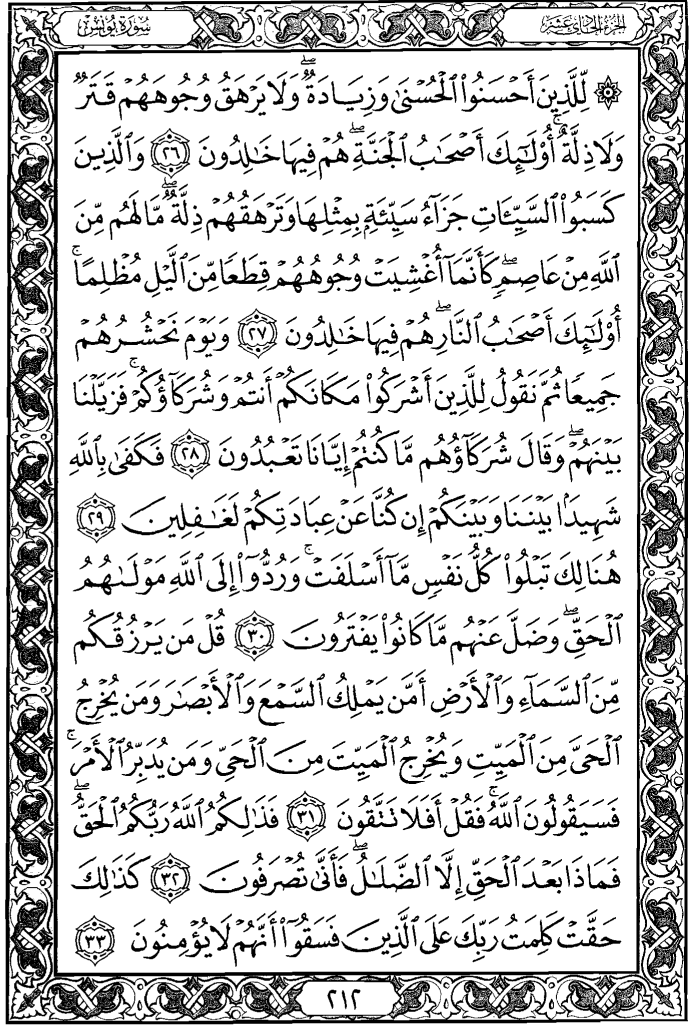 سُورَةُ يُونُسَ
الجزء الحادي عشر
۞ لِّلَّذِينَ أَحْسَنُوا۟ ٱلْحُسْنَىٰ وَزِيَادَةٌ ۖ وَلَا يَرْهَقُ وُجُوهَهُمْ قَتَرٌ
وَلَا ذِلَّةٌ ۚ أُو۟لَـٰٓئِكَ أَصْحَـٰبُ ٱلْجَنَّةِ ۖ هُمْ فِيهَا خَـٰلِدُونَ ٢٦ وَٱلَّذِينَ
كَسَبُوا۟ ٱلسَّيِّـَٔاتِ جَزَآءُ سَيِّئَةٍۭ بِمِثْلِهَا وَتَرْهَقُهُمْ ذِلَّةٌ ۖ مَّا لَهُم مِّنَ
ٱللَّهِ مِنْ عَاصِمٍ ۖ كَأَنَّمَآ أُغْشِيَتْ وُجُوهُهُمْ قِطَعًا مِّنَ ٱلَّيْلِ مُظْلِمًا ۚ
أُو۟لَـٰٓئِكَ أَصْحَـٰبُ ٱلنَّارِ ۖ هُمْ فِيهَا خَـٰلِدُونَ ٢٧ وَيَوْمَ نَحْشُرُهُمْ
جَمِيعًا ثُمَّ نَقُولُ لِلَّذِينَ أَشْرَكُوا۟ مَكَانَكُمْ أَنتُمْ وَشُرَكَآؤُكُمْ ۚ فَزَيَّلْنَا
بَيْنَهُمْ ۖ وَقَالَ شُرَكَآؤُهُم مَّا كُنتُمْ إِيَّانَا تَعْبُدُونَ ٢٨ فَكَفَىٰ بِٱللَّهِ
شَهِيدًۢا بَيْنَنَا وَبَيْنَكُمْ إِن كُنَّا عَنْ عِبَادَتِكُمْ لَغَـٰفِلِينَ ٢٩
هُنَالِكَ تَبْلُوا۟ كُلُّ نَفْسٍ مَّآ أَسْلَفَتْ ۚ وَرُدُّوٓا۟ إِلَى ٱللَّهِ مَوْلَىٰهُمُ
ٱلْحَقِّ ۖ وَضَلَّ عَنْهُم مَّا كَانُوا۟ يَفْتَرُونَ ٣٠ قُلْ مَن يَرْزُقُكُم
مِّنَ ٱلسَّمَآءِ وَٱلْأَرْضِ أَمَّن يَمْلِكُ ٱلسَّمْعَ وَٱلْأَبْصَـٰرَ وَمَن يُخْرِجُ
ٱلْحَىَّ مِنَ ٱلْمَيِّتِ وَيُخْرِجُ ٱلْمَيِّتَ مِنَ ٱلْحَىِّ وَمَن يُدَبِّرُ ٱلْأَمْرَ ۚ
فَسَيَقُولُونَ ٱللَّهُ ۚ فَقُلْ أَفَلَا تَتَّقُونَ ٣١ فَذَٰلِكُمُ ٱللَّهُ رَبُّكُمُ ٱلْحَقُّ ۖ
فَمَاذَا بَعْدَ ٱلْحَقِّ إِلَّا ٱلضَّلَـٰلُ ۖ فَأَنَّىٰ تُصْرَفُونَ ٣٢ كَذَٰلِكَ
حَقَّتْ كَلِمَتُ رَبِّكَ عَلَى ٱلَّذِينَ فَسَقُوٓا۟ أَنَّهُمْ لَا يُؤْمِنُونَ ٣٣
٢١٢